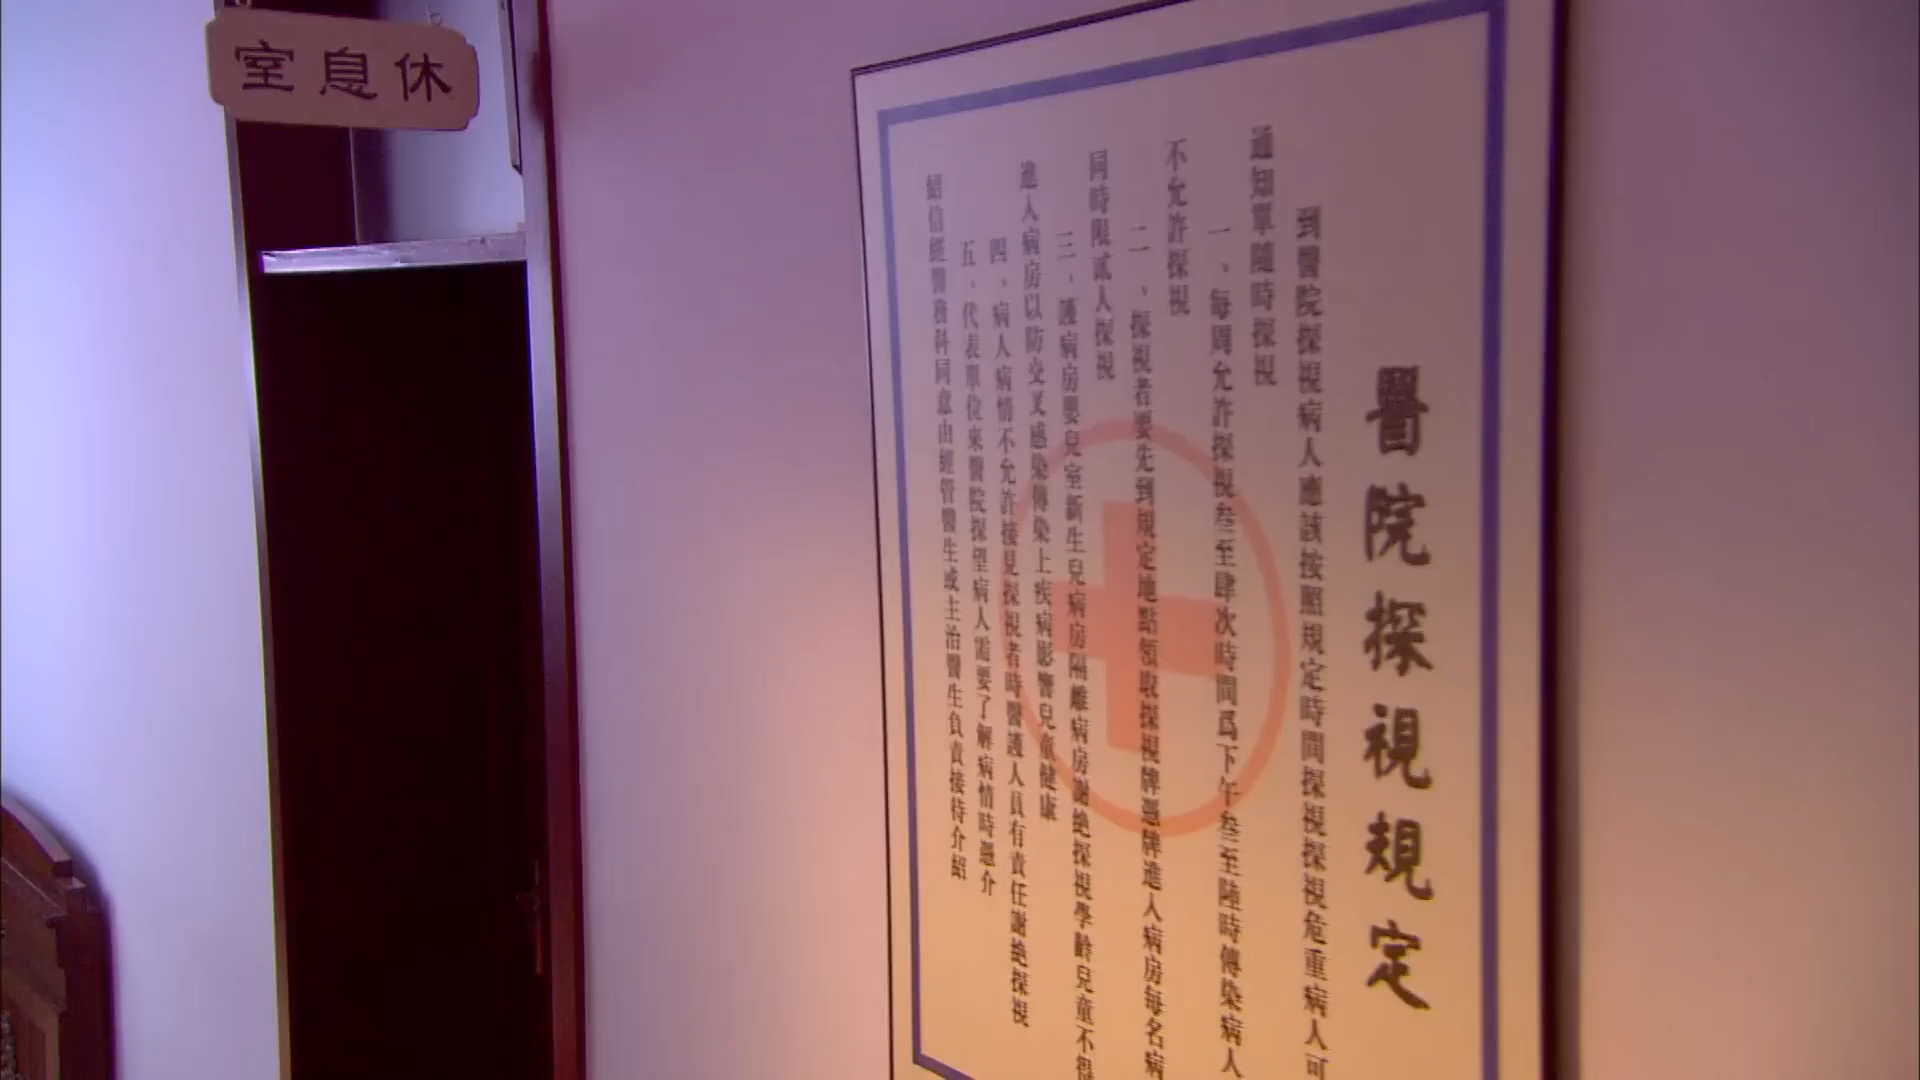 室息休
醫院探視規定
到醫院探視病人應該按照規定時間探視探視危重病人可
通知單隨時探視
一、每周允許探視叁至肆次時間爲下午叁至陸時傳染病人
不允許探視
二、探視者要先到規定地點領取探視牌憑牌進人病房每名病
同時限貳人探視
三、護病房嬰兒室新生兒病房隔離病房謝絶探視學齡兒童不得
進人病房以防交叉感染傳染上疾病影響兒童健康
四、病人病情不允許接見探視者時醫護人員有責任謝絶探視
五、代表單位來醫院探望病人需要了解病情時憑介
紹信經醫務科同意由經管醫生或主治醫生負責接待介紹